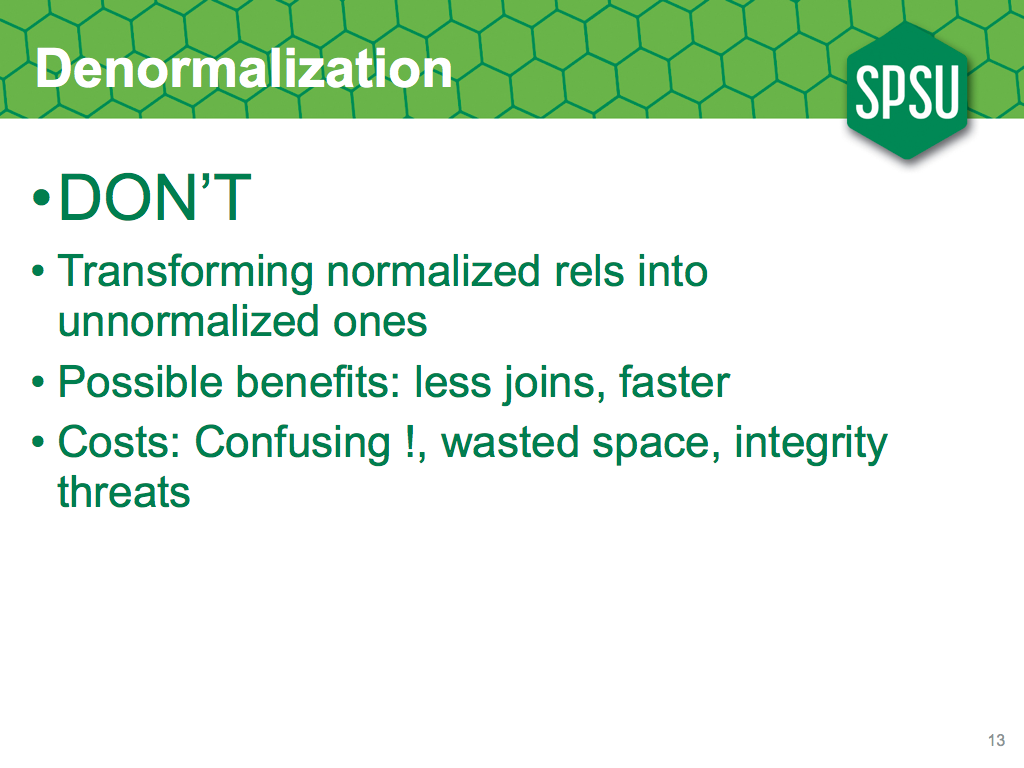 Denormalization
SPSU
•DON’T
• Transforming normalized rels into
unnormalized ones
• Possible benefits: less joins, faster
• Costs: Confusing !, wasted space, integrity
threats
13